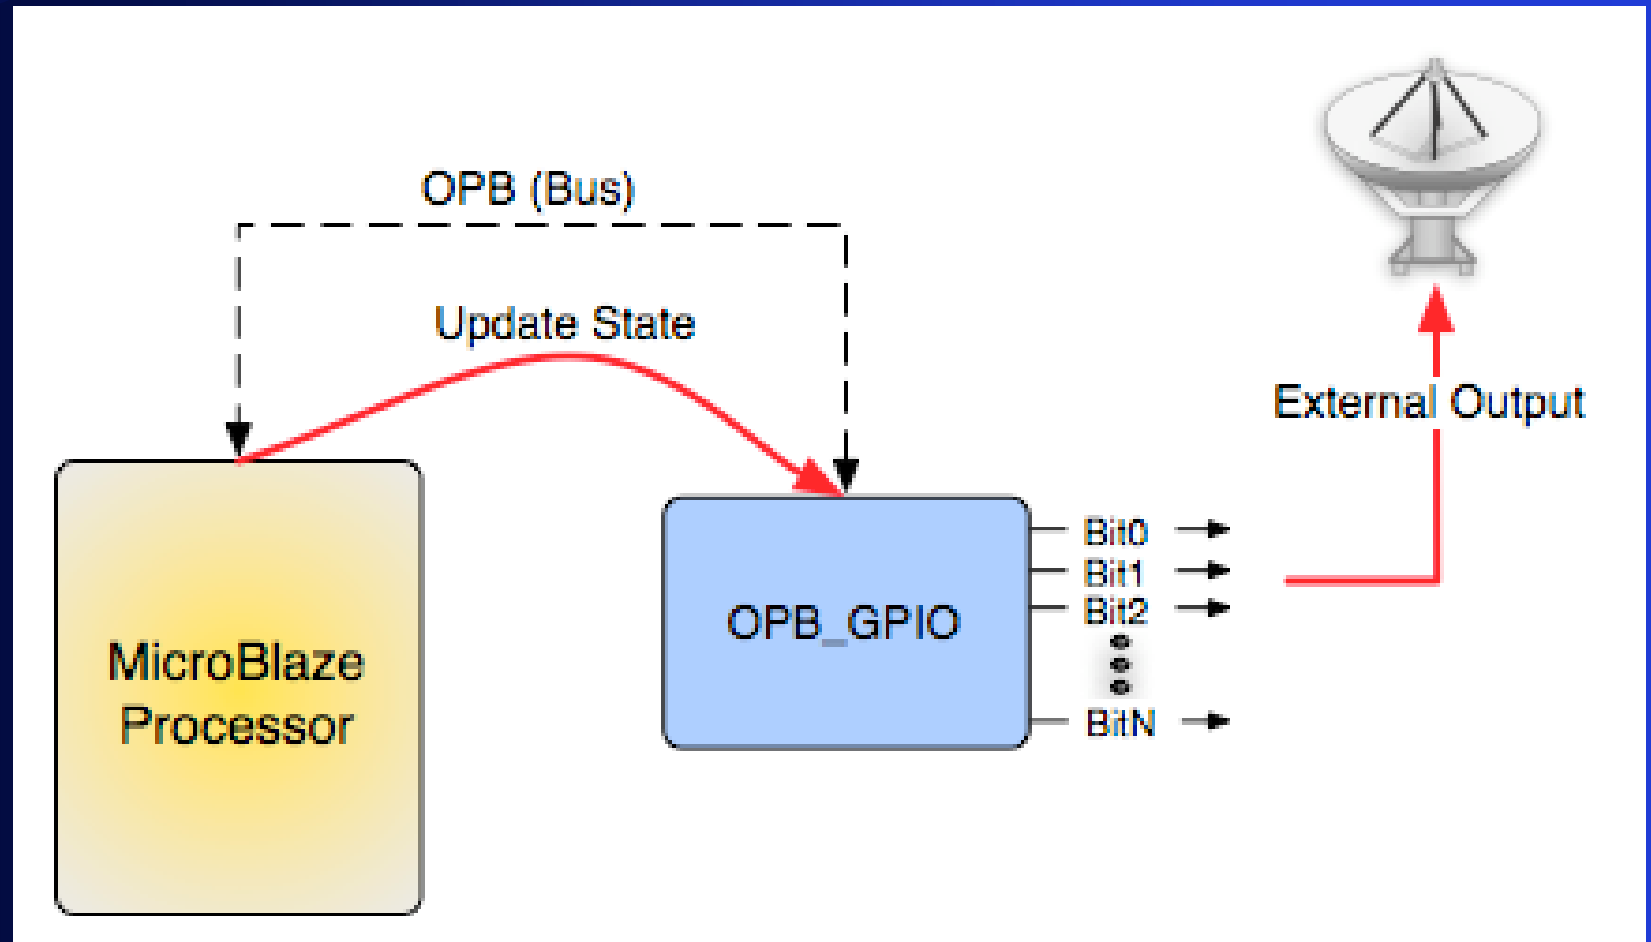 OPB (Bus)
Update State
External Output
MicroBlaze
Processor
OPB_GPIO
Bit0
Bit1
Bit2
BitN